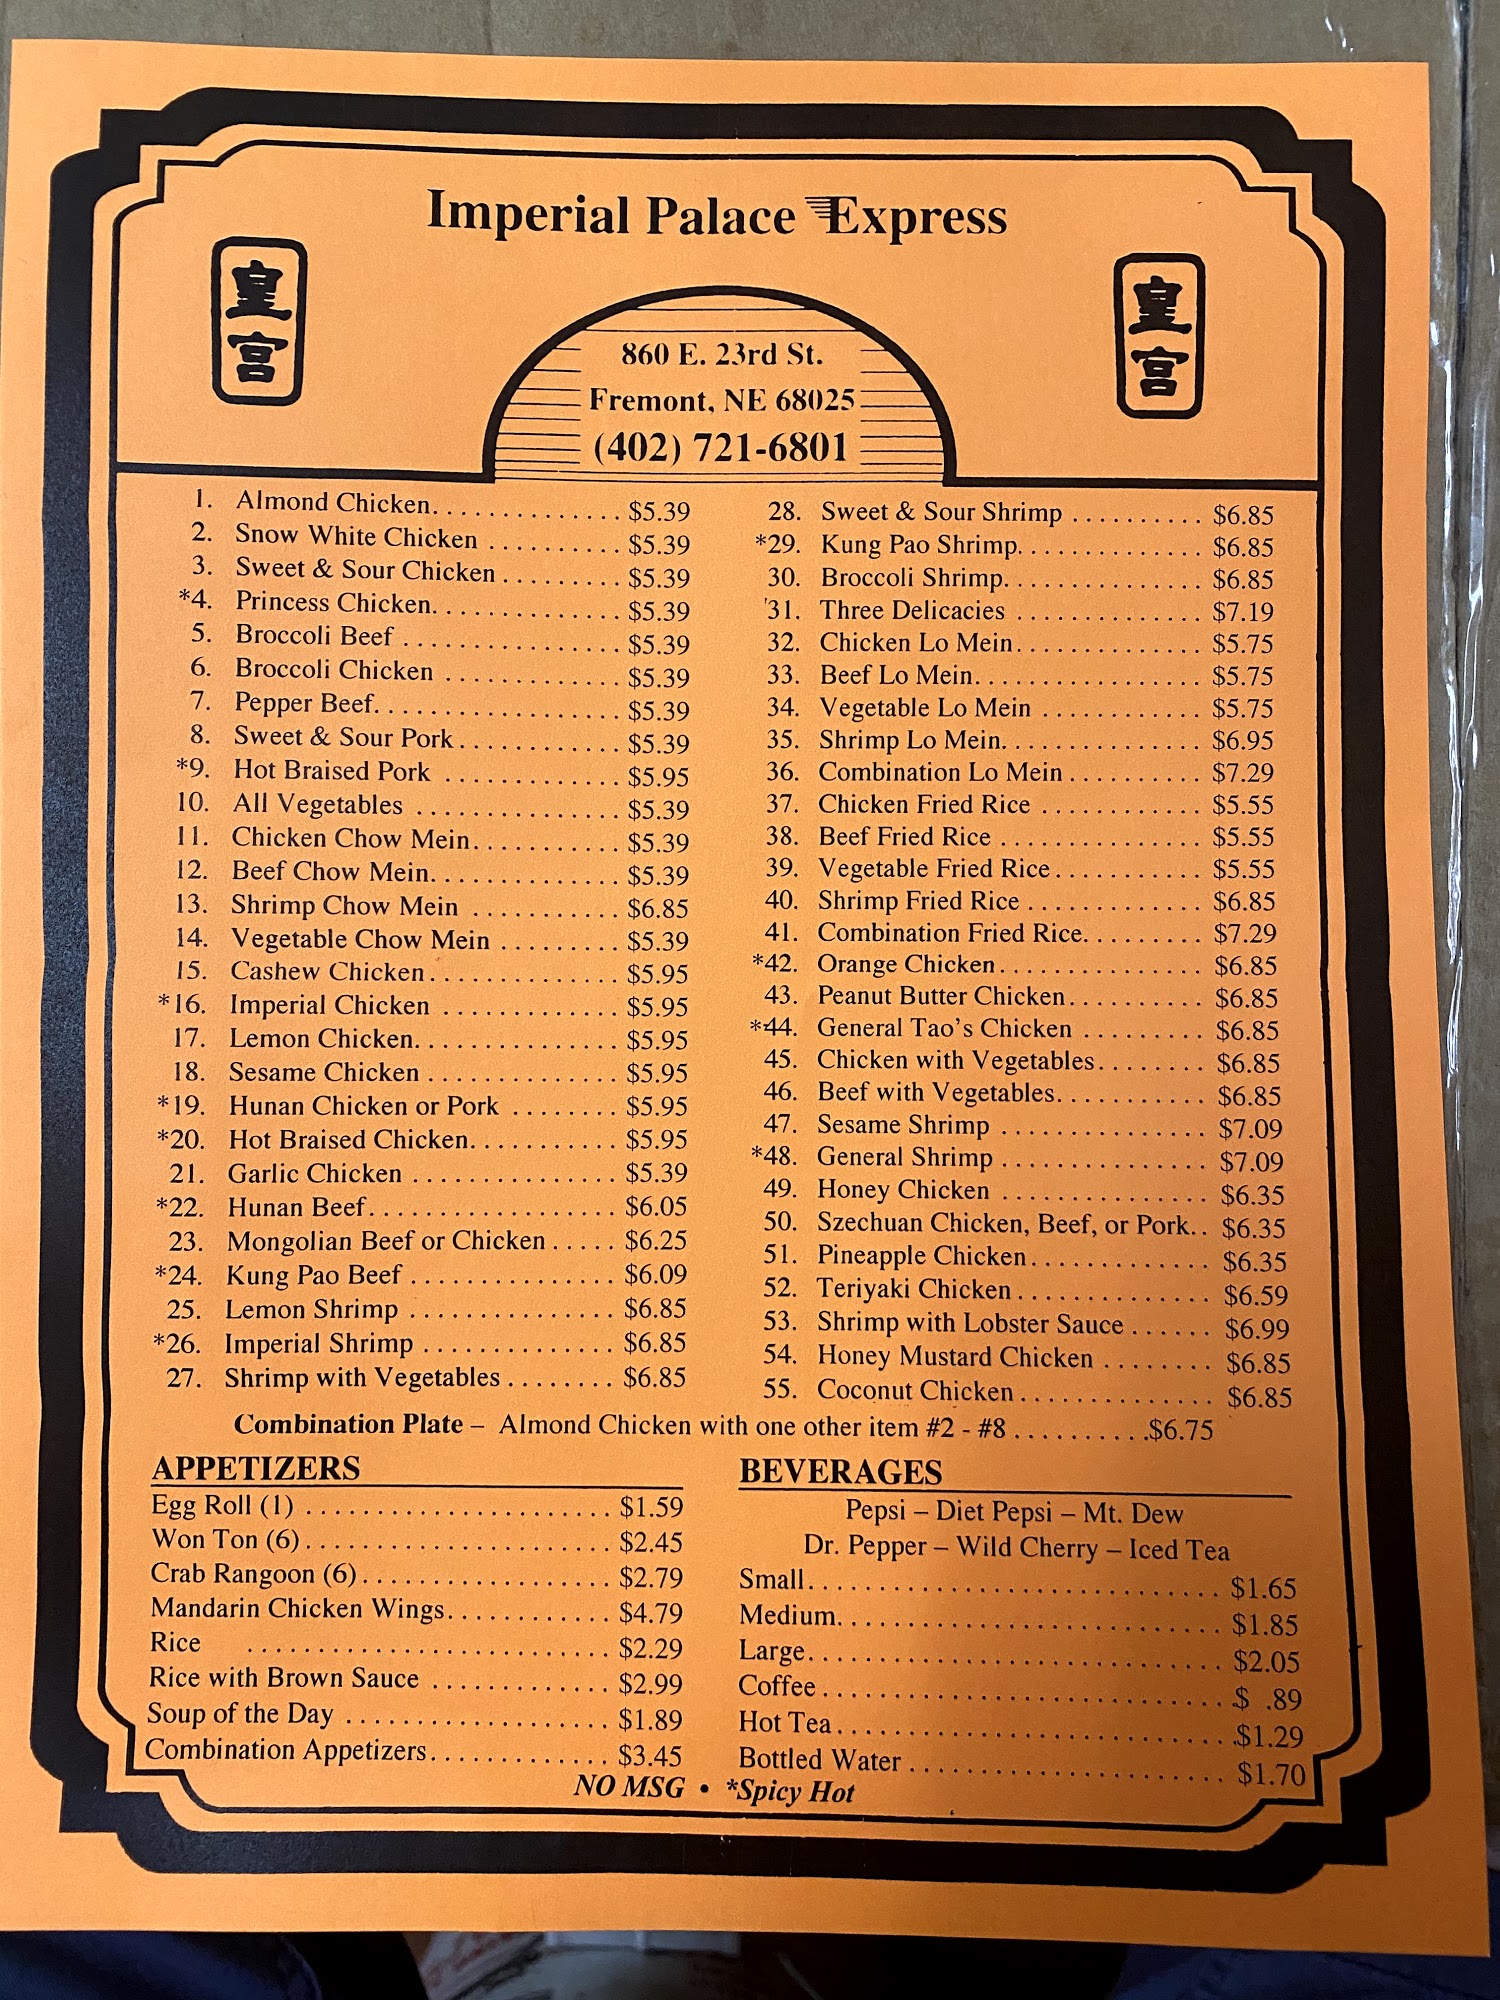 Imperial Palace Express
皇宮
皇宮
860 E. 23rd St.
Fremont, NE 68025
(402) 721-6801
1. Almond Chicken. . . . . . . . . . . . . . $5.39
2. Snow White Chicken . . . . . . . . . . $5.39
3. Sweet & Sour Chicken . . . . . . . . . $5.39
*4. Princess Chicken. . . . . . . . . . . . . . $5.39
5. Broccoli Beef . . . . . . . . . . . . . . . . $5.39
6. Broccoli Chicken . . . . . . . . . . . . . $5.39
7. Pepper Beef. . . . . . . . . . . . . . . . . . $5.39
8. Sweet & Sour Pork . . . . . . . . . . . . $5.39
*9. Hot Braised Pork . . . . . . . . . . . . . $5.95
10. All Vegetables . . . . . . . . . . . . . . . $5.39
11. Chicken Chow Mein. . . . . . . . . . . $5.39
12. Beef Chow Mein. . . . . . . . . . . . . . $5.39
13. Shrimp Chow Mein . . . . . . . . . . . $6.85
14. Vegetable Chow Mein . . . . . . . . . $5.39
15. Cashew Chicken. . . . . . . . . . . . . . $5.95
*16. Imperial Chicken . . . . . . . . . . . . . $5.95
17. Lemon Chicken. . . . . . . . . . . . . . . $5.95
18. Sesame Chicken . . . . . . . . . . . . . . $5.95
*19. Hunan Chicken or Pork . . . . . . . . $5.95
*20. Hot Braised Chicken. . . . . . . . . . . $5.95
21. Garlic Chicken . . . . . . . . . . . . . . . $5.39
*22. Hunan Beef. . . . . . . . . . . . . . . . . . $6.05
23. Mongolian Beef or Chicken . . . . . $6.25
*24. Kung Pao Beef . . . . . . . . . . . . . . . $6.09
25. Lemon Shrimp . . . . . . . . . . . . . . . $6.85
*26. Imperial Shrimp . . . . . . . . . . . . . . $6.85
27. Shrimp with Vegetables . . . . . . . . $6.85
28. Sweet & Sour Shrimp . . . . . . . . . . $6.85
*29. Kung Pao Shrimp. . . . . . . . . . . . . . $6.85
30. Broccoli Shrimp. . . . . . . . . . . . . . . $6.85
'31. Three Delicacies . . . . . . . . . . . . . . $7.19
32. Chicken Lo Mein. . . . . . . . . . . . . . $5.75
33. Beef Lo Mein. . . . . . . . . . . . . . . . . $5.75
34. Vegetable Lo Mein . . . . . . . . . . . . $5.75
35. Shrimp Lo Mein. . . . . . . . . . . . . . . $6.95
36. Combination Lo Mein . . . . . . . . . . $7.29
37. Chicken Fried Rice . . . . . . . . . . . . $5.55
38. Beef Fried Rice . . . . . . . . . . . . . . . $5.55
39. Vegetable Fried Rice . . . . . . . . . . . $5.55
40. Shrimp Fried Rice . . . . . . . . . . . . . $6.85
41. Combination Fried Rice. . . . . . . . . $7.29
*42. Orange Chicken. . . . . . . . . . . . . . . $6.85
43. Peanut Butter Chicken. . . . . . . . . . $6.85
*44. General Tao's Chicken . . . . . . . . . $6.85
45. Chicken with Vegetables. . . . . . . . $6.85
46. Beef with Vegetables. . . . . . . . . . . $6.85
47. Sesame Shrimp . . . . . . . . . . . . . . . $7.09
*48. General Shrimp . . . . . . . . . . . . . . . $7.09
49. Honey Chicken . . . . . . . . . . . . . . . $6.35
50. Szechuan Chicken, Beef, or Pork. . $6.35
51. Pineapple Chicken. . . . . . . . . . . . . $6.35
52. Teriyaki Chicken . . . . . . . . . . . . . . $6.59
53. Shrimp with Lobster Sauce . . . . . . $6.99
54. Honey Mustard Chicken . . . . . . . . $6.85
55. Coconut Chicken . . . . . . . . . . . . . . $6.85
Combination Plate – Almond Chicken with one other item #2 - #8 . . . . . . . . . .$6.75
APPETIZERS
Egg Roll (1) . . . . . . . . . . . . . . . . . . . . . . $1.59
Won Ton (6) . . . . . . . . . . . . . . . . . . . . . . $2.45
Crab Rangoon (6) . . . . . . . . . . . . . . . . . . $2.79
Mandarin Chicken Wings. . . . . . . . . . . . $4.79
Rice . . . . . . . . . . . . . . . . . . . . . . . . . . $2.29
Rice with Brown Sauce . . . . . . . . . . . . . $2.99
Soup of the Day . . . . . . . . . . . . . . . . . . . $1.89
Combination Appetizers. . . . . . . . . . . . . $3.45
BEVERAGES
Pepsi – Diet Pepsi – Mt. Dew
Dr. Pepper – Wild Cherry – Iced Tea
Small. . . . . . . . . . . . . . . . . . . . . . . . . . . . . . $1.65
Medium. . . . . . . . . . . . . . . . . . . . . . . . . . . . $1.85
Large. . . . . . . . . . . . . . . . . . . . . . . . . . . . . . $2.05
Coffee . . . . . . . . . . . . . . . . . . . . . . . . . . . . .$ .89
Hot Tea . . . . . . . . . . . . . . . . . . . . . . . . . . . .$1.29
Bottled Water . . . . . . . . . . . . . . . . . . . . . . . $1.70
NO MSG • *Spicy Hot